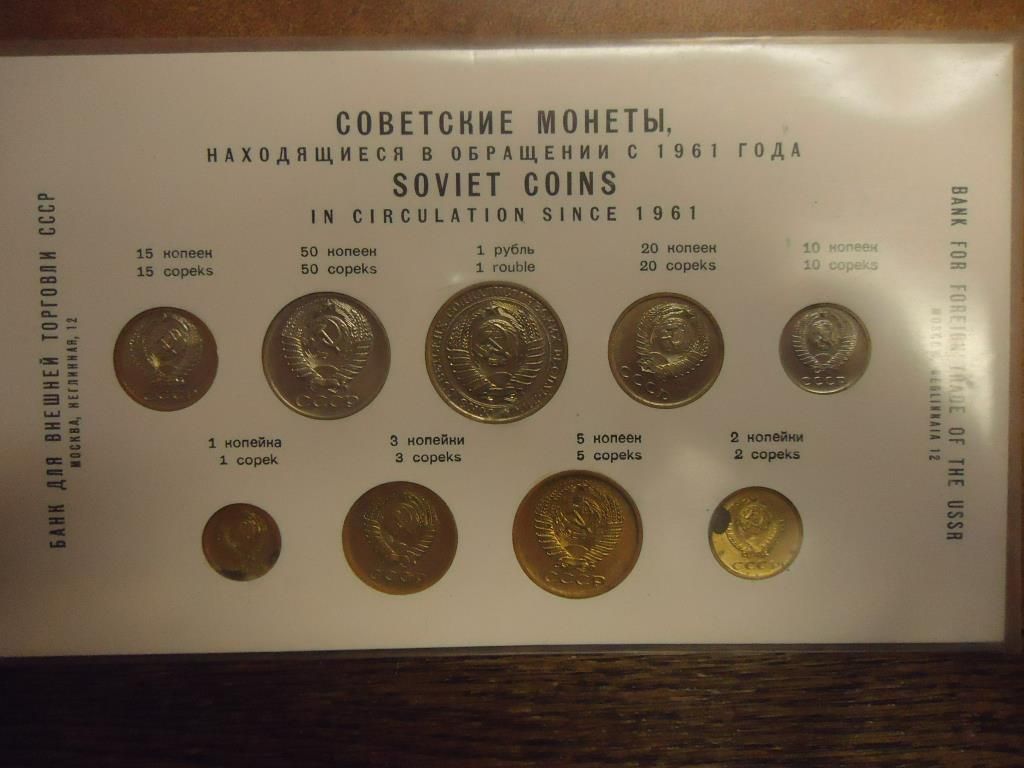 СОВЕТСКИЕ МОНЕТЫ,
НАХОДЯЩИЕСЯ В ОБРАЩЕНИИ С 1961 ГОДА
SOVIET COINS
IN CIRCULATION SINCE 1961
15 копеек
15 copeks
50 копеек
50 copeks
1 рубль
1 rouble
20 копеек
20 copeks
10 копеек
10 copeks
СССР
СССР
СССР
СССР
1 копейка
1 copek
3 копейки
3 copeks
5 копеек
5 copeks
2 копейки
2 copeks
СССР
СССР
СССР
БАНК ДЛЯ ВНЕШНЕЙ ТОРГОВЛИ СССР
МОСКВА, НЕГЛИННАЯ, 12
BANK FOR FOREIGN TRADE OF THE USSR
MOSKVA NEGLINNAIA 12